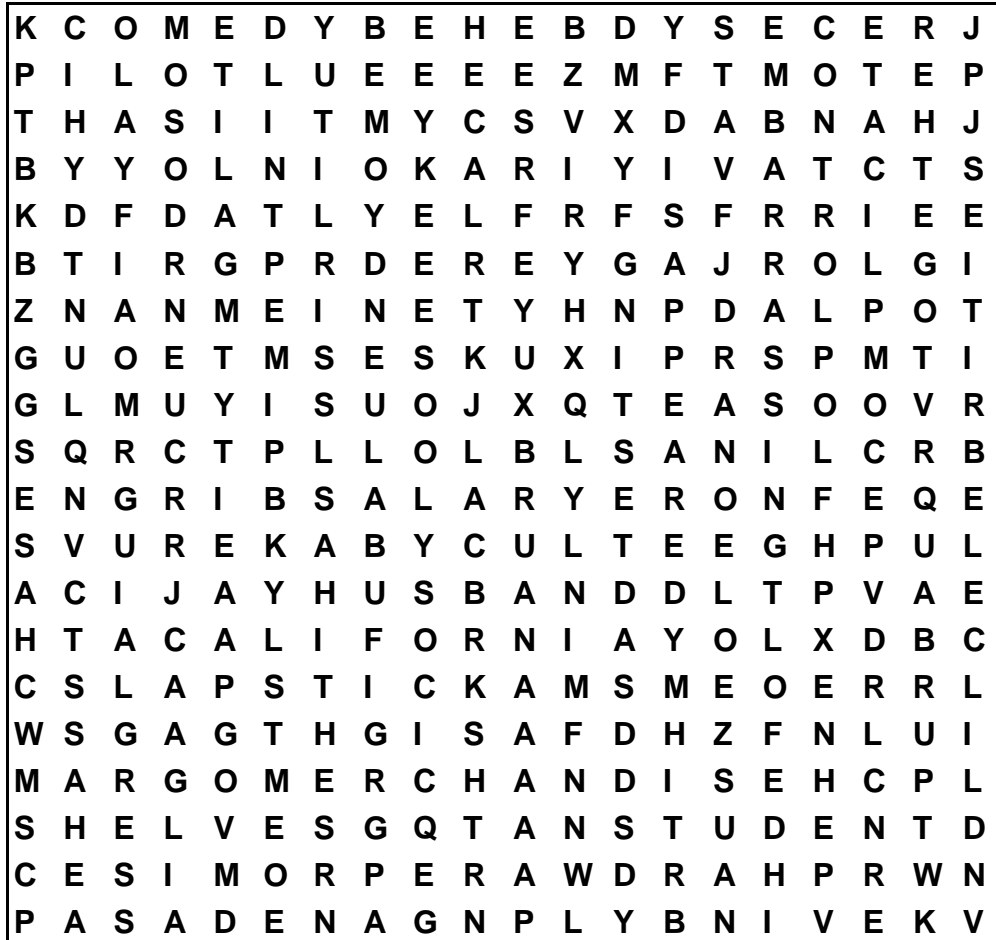 K C O M E D Y B E H E B D Y S E C E R J
P I L O T L U E E E E Z M F T M O T E P
T H A S I I T M Y C S V X D A B N A H J
B Y Y O L N I O K A R I Y I V A T C T S
K D F D A T L Y E L F R F S F R R I E E
B T I R G P R D E R E Y G A J R O L G I
Z N A N M E I N E T Y H N P D A L P O T
G U O E T M S E S K U X I P R S P M T I
G L M U Y I S U O J X Q T E A S O O V R
S Q R C T P L L O L B L S A N I L C R B
E N G R I B S A L A R Y E R O N F E Q E
S V U R E K A B Y C U L T E E G H P U L
A C I J A Y H U S B A N D D L T P V A E
H T A C A L I F O R N I A Y O L X D B C
C S L A P S T I C K A M S M E O E R R L
W S G A G T H G I S A F D H Z F N L U I
M A R G O M E R C H A N D I S E H C P L
S H E L V E S G Q T A N S T U D E N T D
C E S I M O R P E R A W D R A H P R W N
P A S A D E N A G N P L Y B N I V E K V